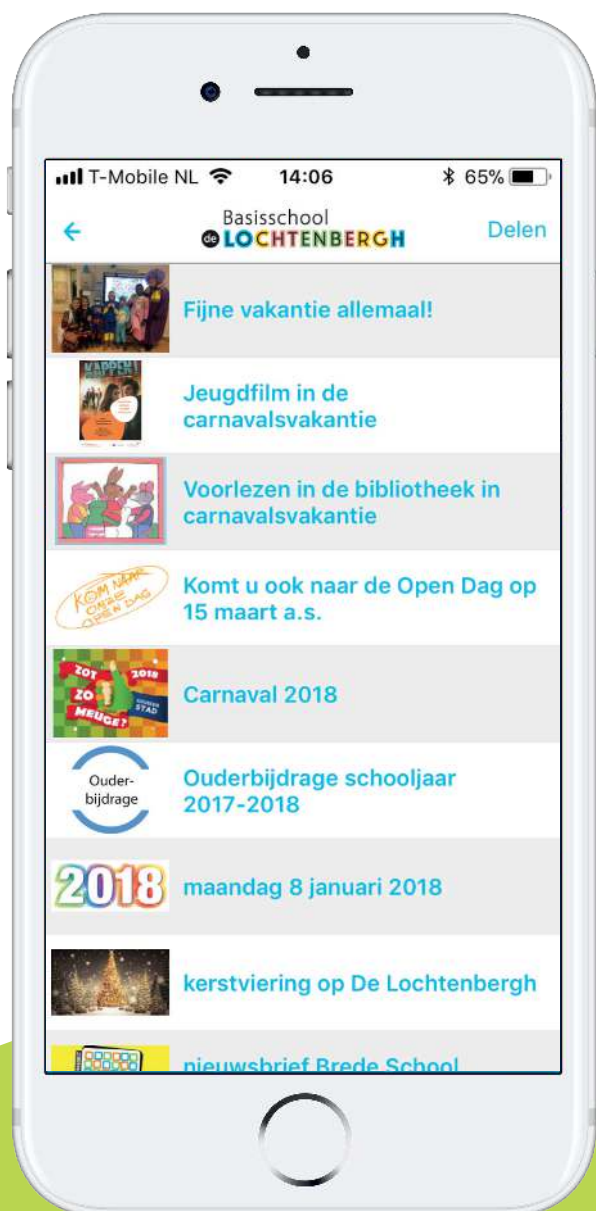 T-Mobile NL 14:06 65%
Basisschool
de LOCHTENBERGH
Delen
Fijne vakantie allemaal!
KAPPEN!
Jeugdfilm in de
carnavalsvakantie
Voorlezen in de bibliotheek in
carnavalsvakantie
KOM NAAR
ONZE
OPEN DAG
Komt u ook naar de Open Dag op
15 maart a.s.
ZOT 2018
ZO
MEUGE?
STAD
Carnaval 2018
Ouder-
bijdrage
Ouderbijdrage schooljaar
2017-2018
2018
maandag 8 januari 2018
kerstviering op De Lochtenbergh
nieuwsbrief Brede School